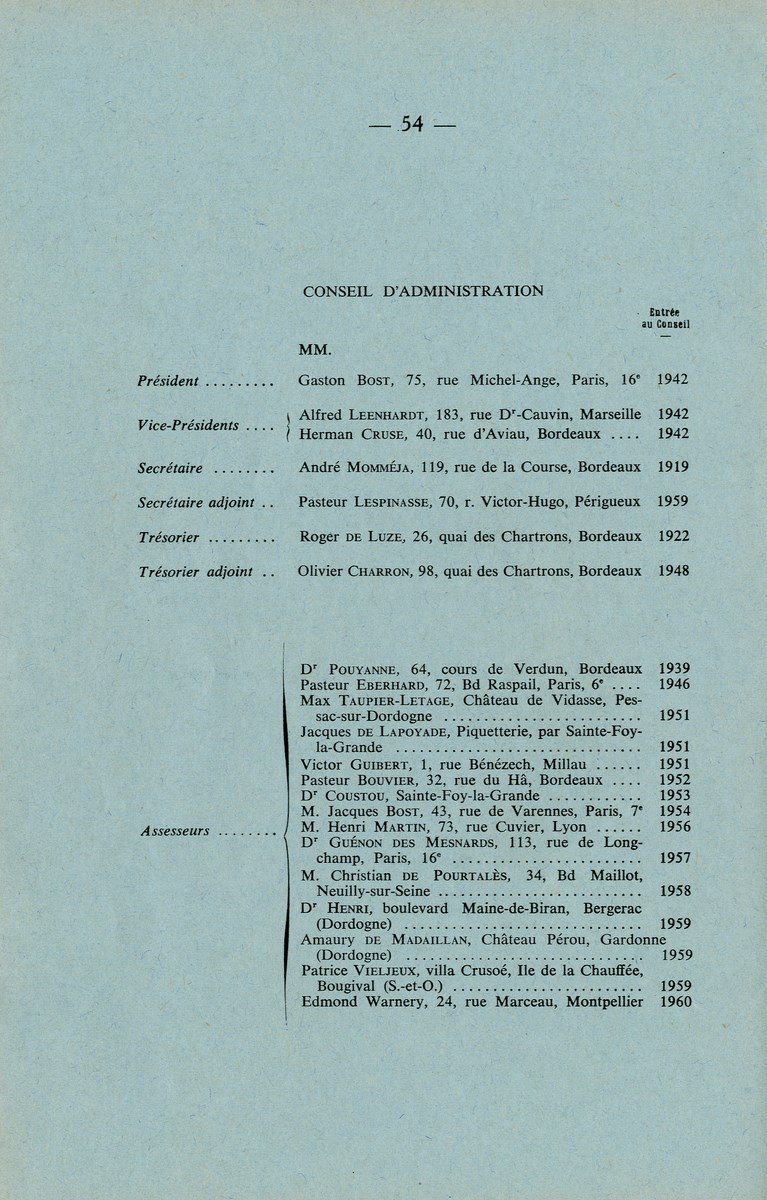 — 54 —
CONSEIL D'ADMINISTRATION
Entrée
au Conseil
MM.
Président ......... Gaston BOST, 75, rue Michel-Ange, Paris, 16e 1942
Vice-Présidents .... Alfred LEENHARDT, 183, rue Dr-Cauvin, Marseille 1942
Herman CRUSE, 40, rue d'Aviau, Bordeaux .... 1942
Secrétaire ........ André MOMMÉJA, 119, rue de la Course, Bordeaux 1919
Secrétaire adjoint .. Pasteur LESPINASSE, 70, r. Victor-Hugo, Périgueux 1959
Trésorier ......... Roger DE LUZE, 26, quai des Chartrons, Bordeaux 1922
Trésorier adjoint .. Olivier CHARRON, 98, quai des Chartrons, Bordeaux 1948
Assesseurs ........
Dr POUYANNE, 64, cours de Verdun, Bordeaux 1939
Pasteur EBERHARD, 72, Bd Raspail, Paris, 6e .... 1946
Max TAUPIER-LETAGE, Château de Vidasse, Pes-
sac-sur-Dordogne ......................... 1951
Jacques DE LAPOYADE, Piquetterie, par Sainte-Foy-
la-Grande ............................... 1951
Victor GUIBERT, 1, rue Bénézech, Millau ...... 1951
Pasteur BOUVIER, 32, rue du Hâ, Bordeaux .... 1952
Dr COUSTOU, Sainte-Foy-la-Grande ............ 1953
M. Jacques BOST, 43, rue de Varennes, Paris, 7e 1954
M. Henri MARTIN, 73, rue Cuvier, Lyon ...... 1956
Dr GUÉNON DES MESNARDS, 113, rue de Long-
champ, Paris, 16e ........................ 1957
M. Christian DE POURTALÈS, 34, Bd Maillot,
Neuilly-sur-Seine .......................... 1958
Dr HENRI, boulevard Maine-de-Biran, Bergerac
(Dordogne) .............................. 1959
Amaury DE MADAILLAN, Château Pérou, Gardonne
(Dordogne) .............................. 1959
Patrice VIELJEUX, villa Crusoé, Ile de la Chauffée,
Bougival (S.-et-O.) ........................ 1959
Edmond Warnery, 24, rue Marceau, Montpellier 1960